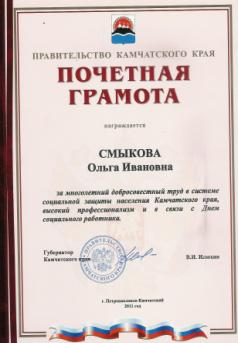 ПРАВИТЕЛЬСТВО КАМЧАТСКОГО КРАЯ
ПОЧЕТНАЯ
ГРАМОТА
награждается
СМЫКОВА
Ольга Ивановна
за многолетний добросовестный труд в системе
социальной защиты населения Камчатского края,
высокий профессионализм и в связи с Днем
социального работника.
Губернатор
Камчатского края
В.И. Илюхин
г. Петропавловск-Камчатский
2011 год